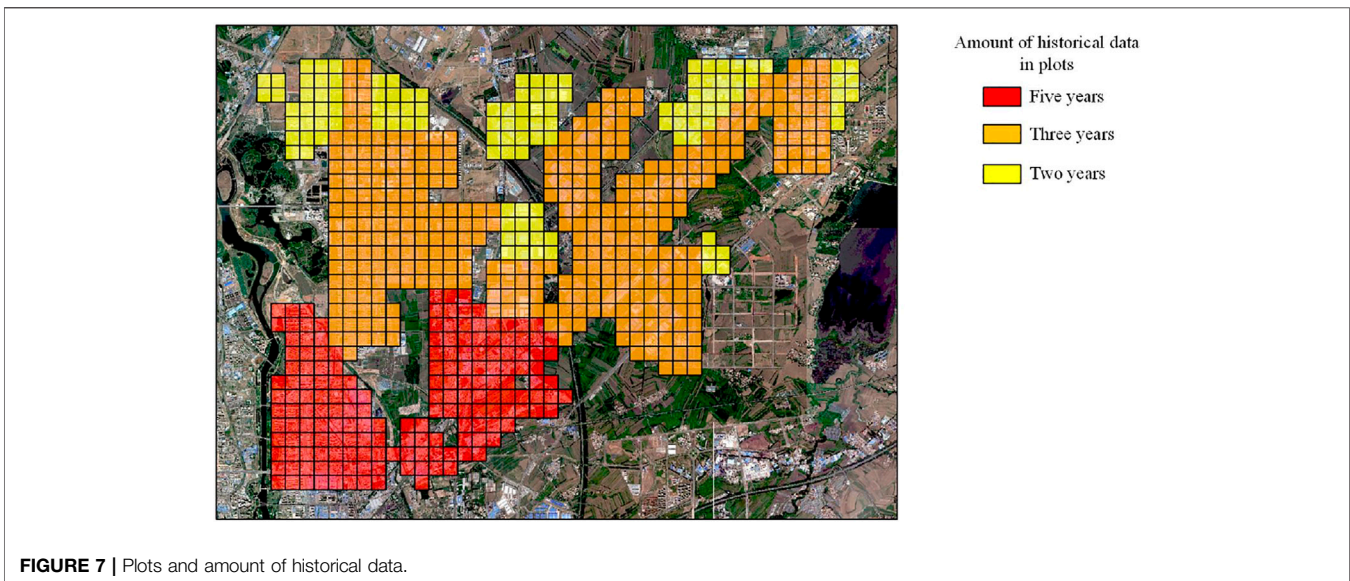 Amount of historical data
in plots
Five years
Three years
Two years
FIGURE 7 | Plots and amount of historical data.